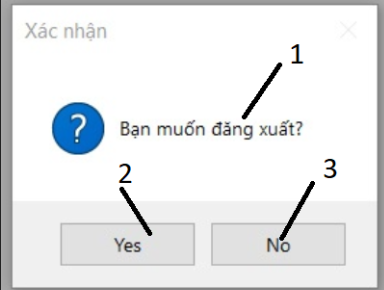 Xác nhận
1
Bạn muốn đăng xuất?
2
3
Yes
No